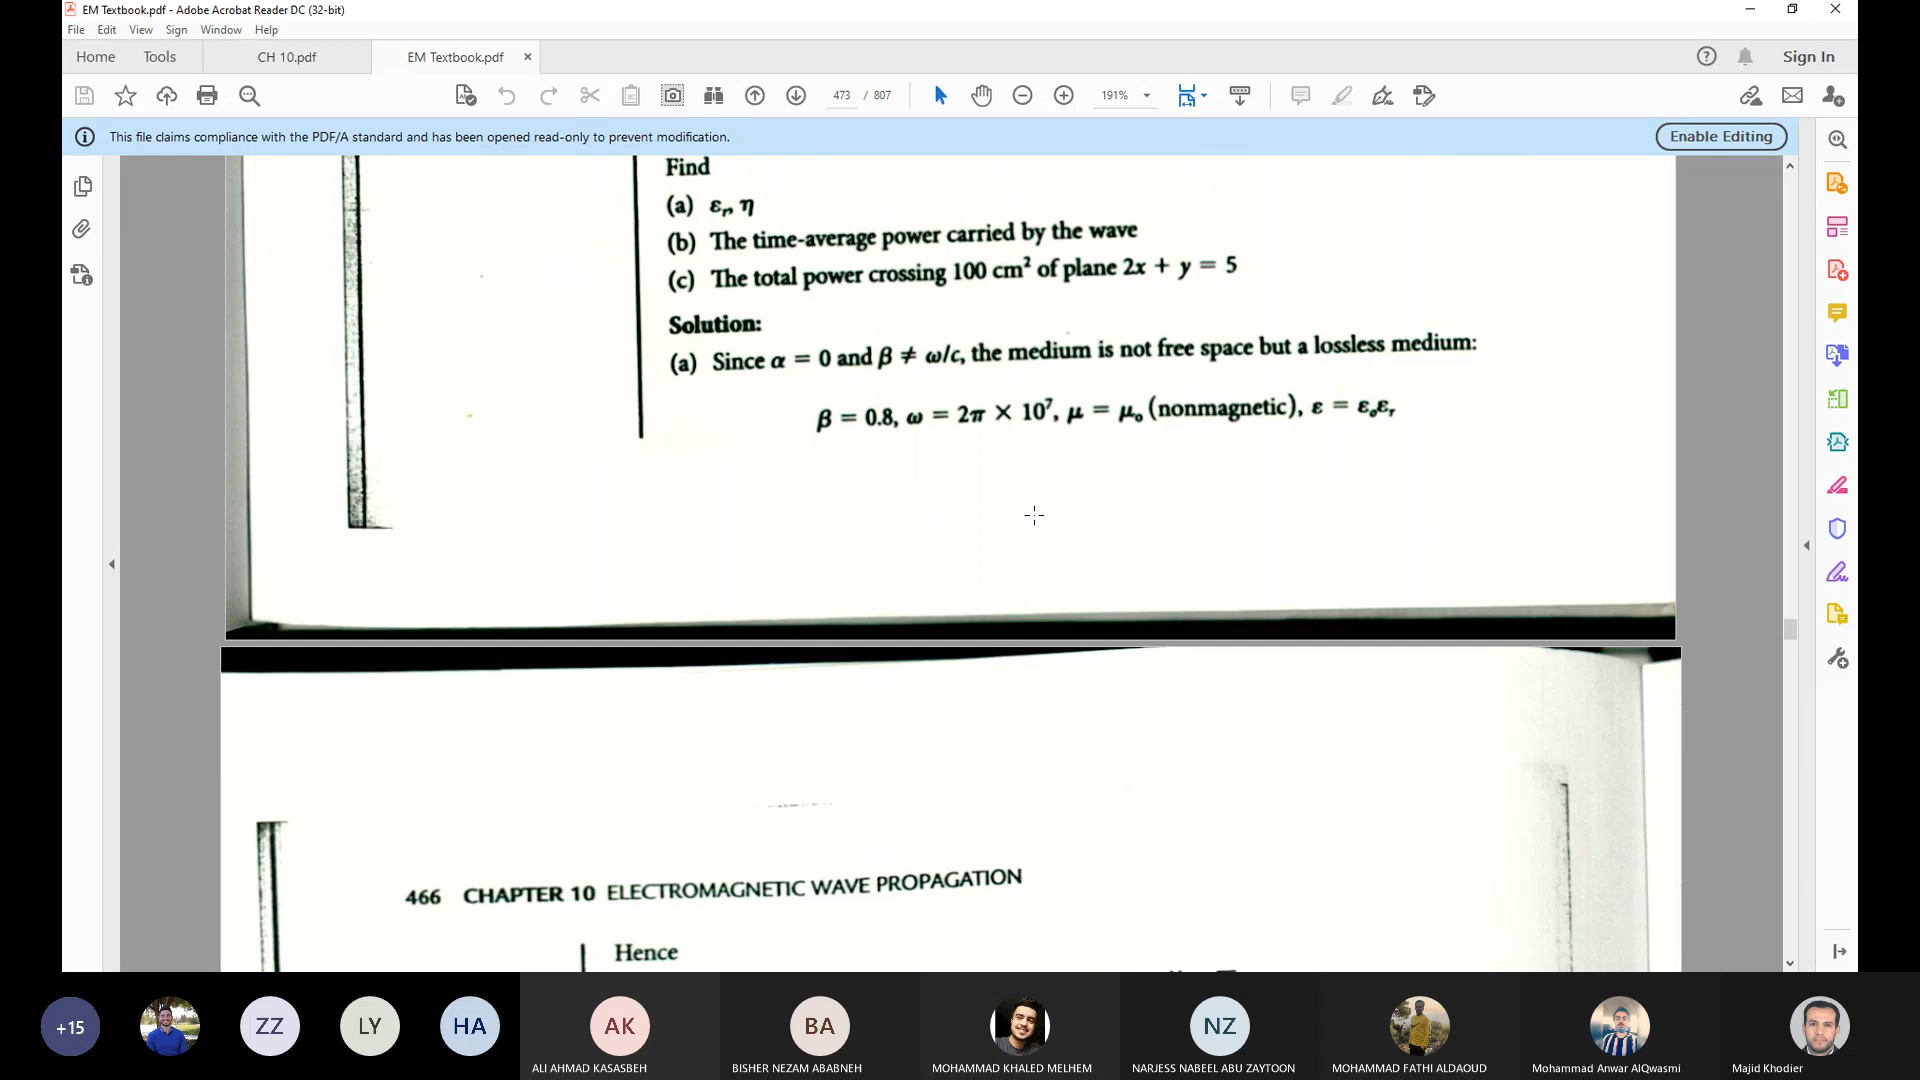 EM Textbook.pdf - Adobe Acrobat Reader DC (32-bit)
File Edit View Sign Window Help
Home Tools CH 10.pdf EM Textbook.pdf × Sign In
473 / 807 191%
This file claims compliance with the PDF/A standard and has been opened read-only to prevent modification. Enable Editing
Find
(a) εᵣ, η
(b) The time-average power carried by the wave
(c) The total power crossing 100 cm² of plane 2x + y = 5
Solution:
(a) Since α = 0 and β ≠ ω/c, the medium is not free space but a lossless medium:
β = 0.8, ω = 2π × 10⁷, μ = μₒ (nonmagnetic), ε = εₒεᵣ
466 CHAPTER 10 ELECTROMAGNETIC WAVE PROPAGATION
Hence
+15 ZZ LY HA AK BA NZ
ALI AHMAD KASASBEH BISHER NEZAM ABABNEH MOHAMMAD KHALED MELHEM NARJESS NABEEL ABU ZAYTOON MOHAMMAD FATHI ALDAOUD Mohammad Anwar AlQwasmi Majid Khodier